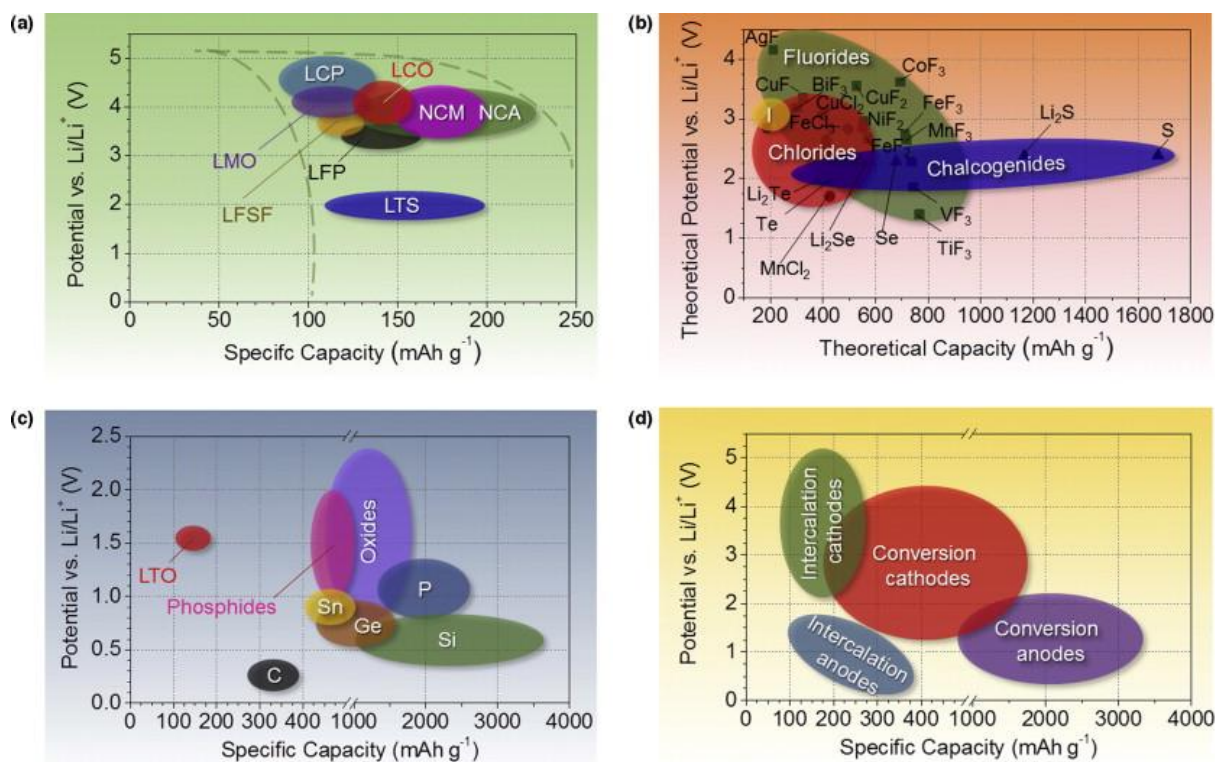 (a)
Potential vs. Li/Li⁺ (V)
5
4
3
2
1
0
LCP
LCO
NCM
NCA
LMO
LFP
LFSF
LTS
0
50
100
150
200
250
Specifc Capacity (mAh g⁻¹)
(b)
Theoretical Potential vs. Li/Li⁺ (V)
4
3
2
1
0
AgF
Fluorides
CoF₃
CuF
BiF₃
CuF₂
FeF₃
CuCl₂
NiF₂
MnF₃
Li₂S
S
I
FeCl₃
FeF₂
Chlorides
Chalcogenides
Li₂Te
Te
Li₂Se
Se
VF₃
TiF₃
MnCl₂
200
400
600
800
1000
1200
1400
1600
1800
Theoretical Capacity (mAh g⁻¹)
(c)
Potential vs. Li/Li⁺ (V)
2.5
2.0
1.5
1.0
0.5
0.0
LTO
Phosphides
Oxides
Sn
Ge
P
Si
C
0
100
200
300
1000
2000
3000
4000
Specific Capacity (mAh g⁻¹)
(d)
Potential vs. Li/Li⁺ (V)
5
4
3
2
1
0
Intercalation
cathodes
Conversion
cathodes
Intercalation
anodes
Conversion
anodes
0
100
200
300
400
1000
2000
3000
4000
Specific Capacity (mAh g⁻¹)